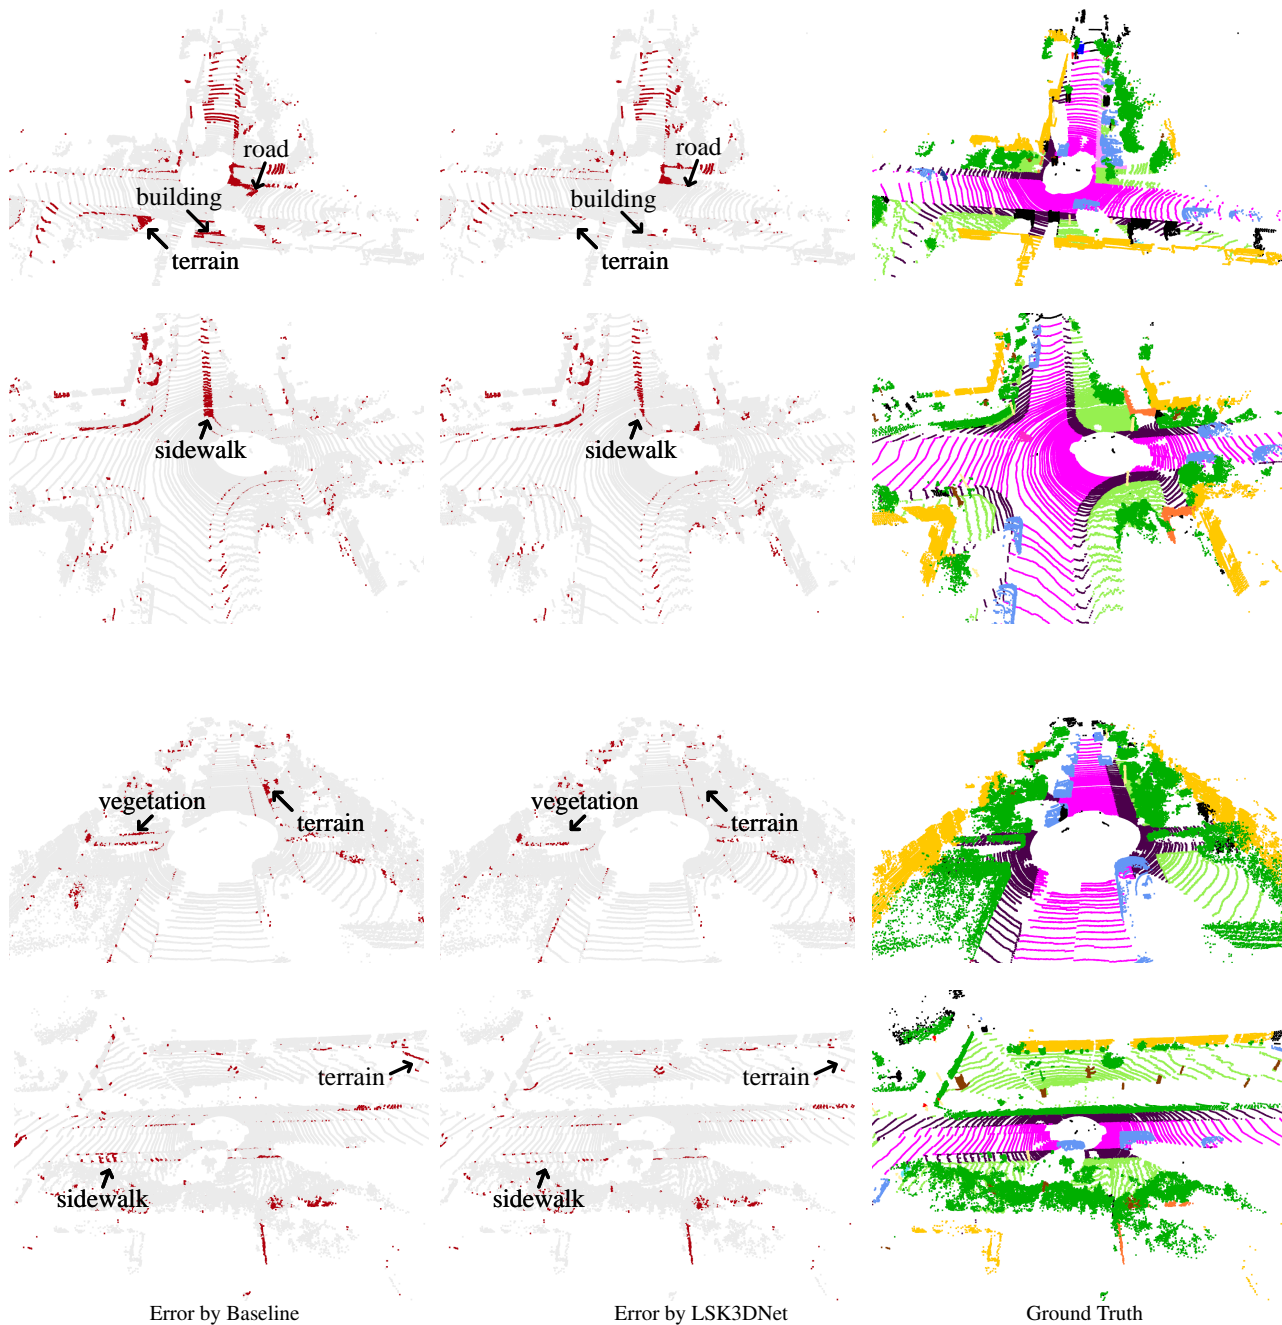 road
road
building
building
terrain
terrain
sidewalk
sidewalk
vegetation
vegetation
terrain
terrain
terrain
terrain
sidewalk
sidewalk
Error by Baseline
Error by LSK3DNet
Ground Truth